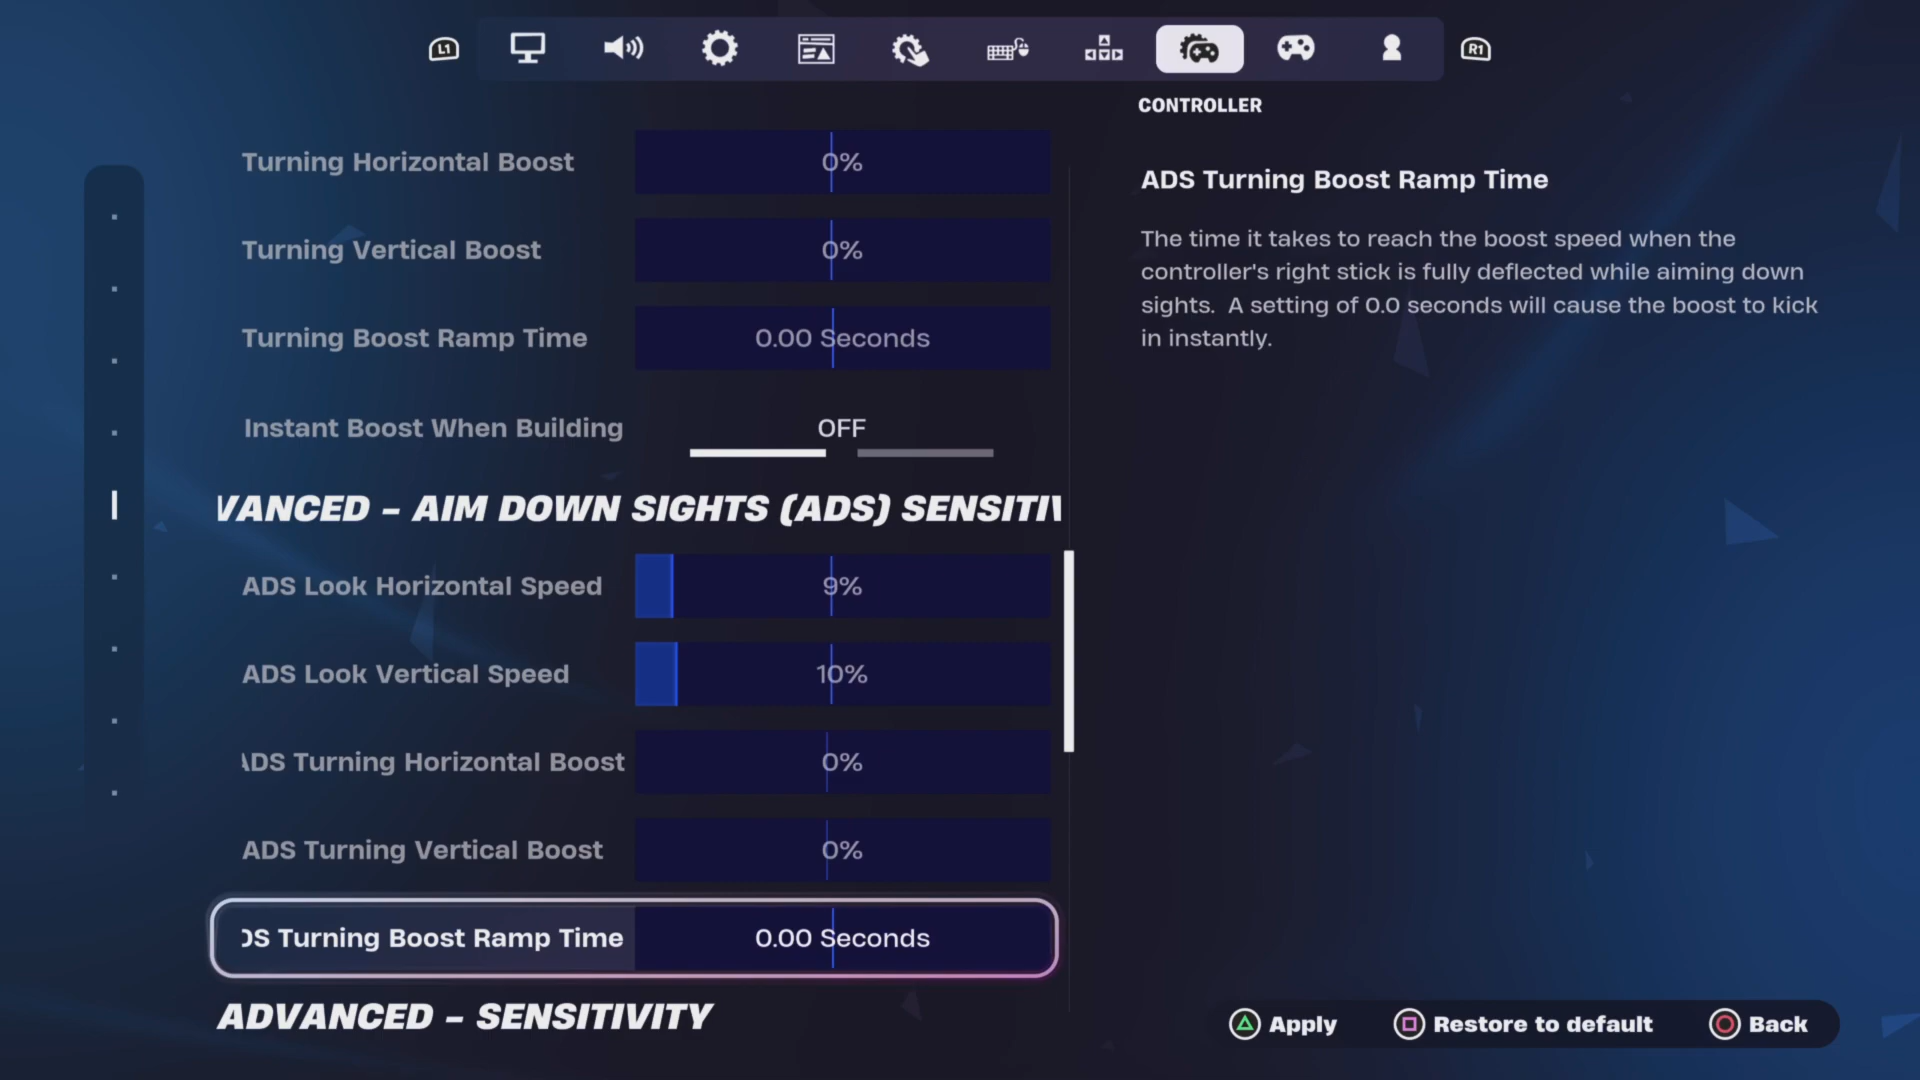 L1
R1
CONTROLLER
Turning Horizontal Boost
0%
Turning Vertical Boost
0%
Turning Boost Ramp Time
0.00 Seconds
Instant Boost When Building
OFF
VANCED – AIM DOWN SIGHTS (ADS) SENSITIV
ADS Look Horizontal Speed
9%
ADS Look Vertical Speed
10%
ADS Turning Horizontal Boost
0%
ADS Turning Vertical Boost
0%
DS Turning Boost Ramp Time
0.00 Seconds
ADVANCED – SENSITIVITY
ADS Turning Boost Ramp Time
The time it takes to reach the boost speed when the
controller's right stick is fully deflected while aiming down
sights.  A setting of 0.0 seconds will cause the boost to kick
in instantly.
Apply
Restore to default
Back